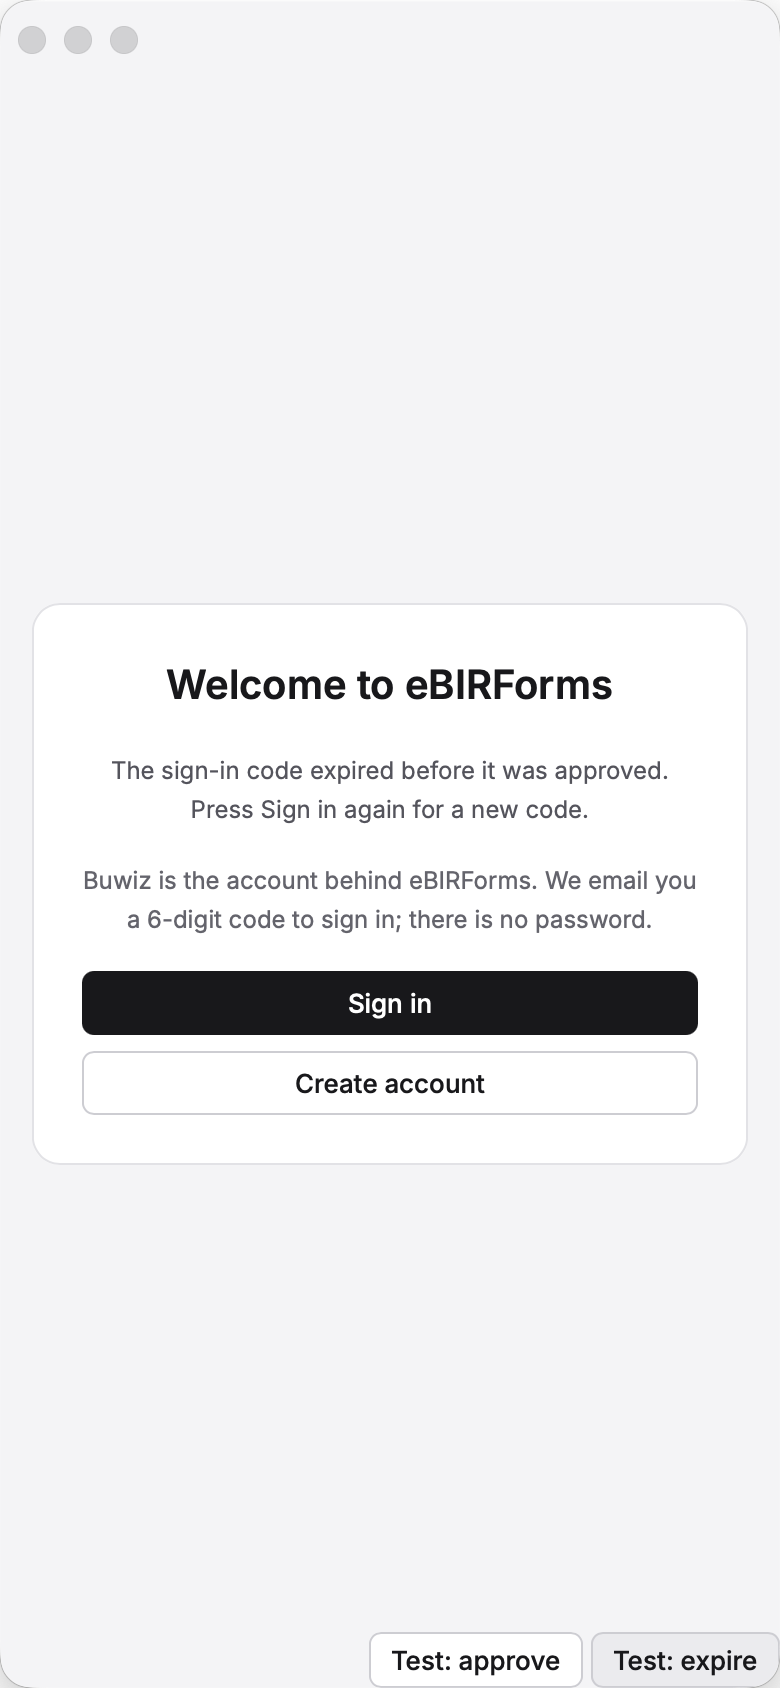 Welcome to eBIRForms
The sign-in code expired before it was approved.
Press Sign in again for a new code.
Buwiz is the account behind eBIRForms. We email you
a 6-digit code to sign in; there is no password.
Sign in
Create account
Test: approve
Test: expire